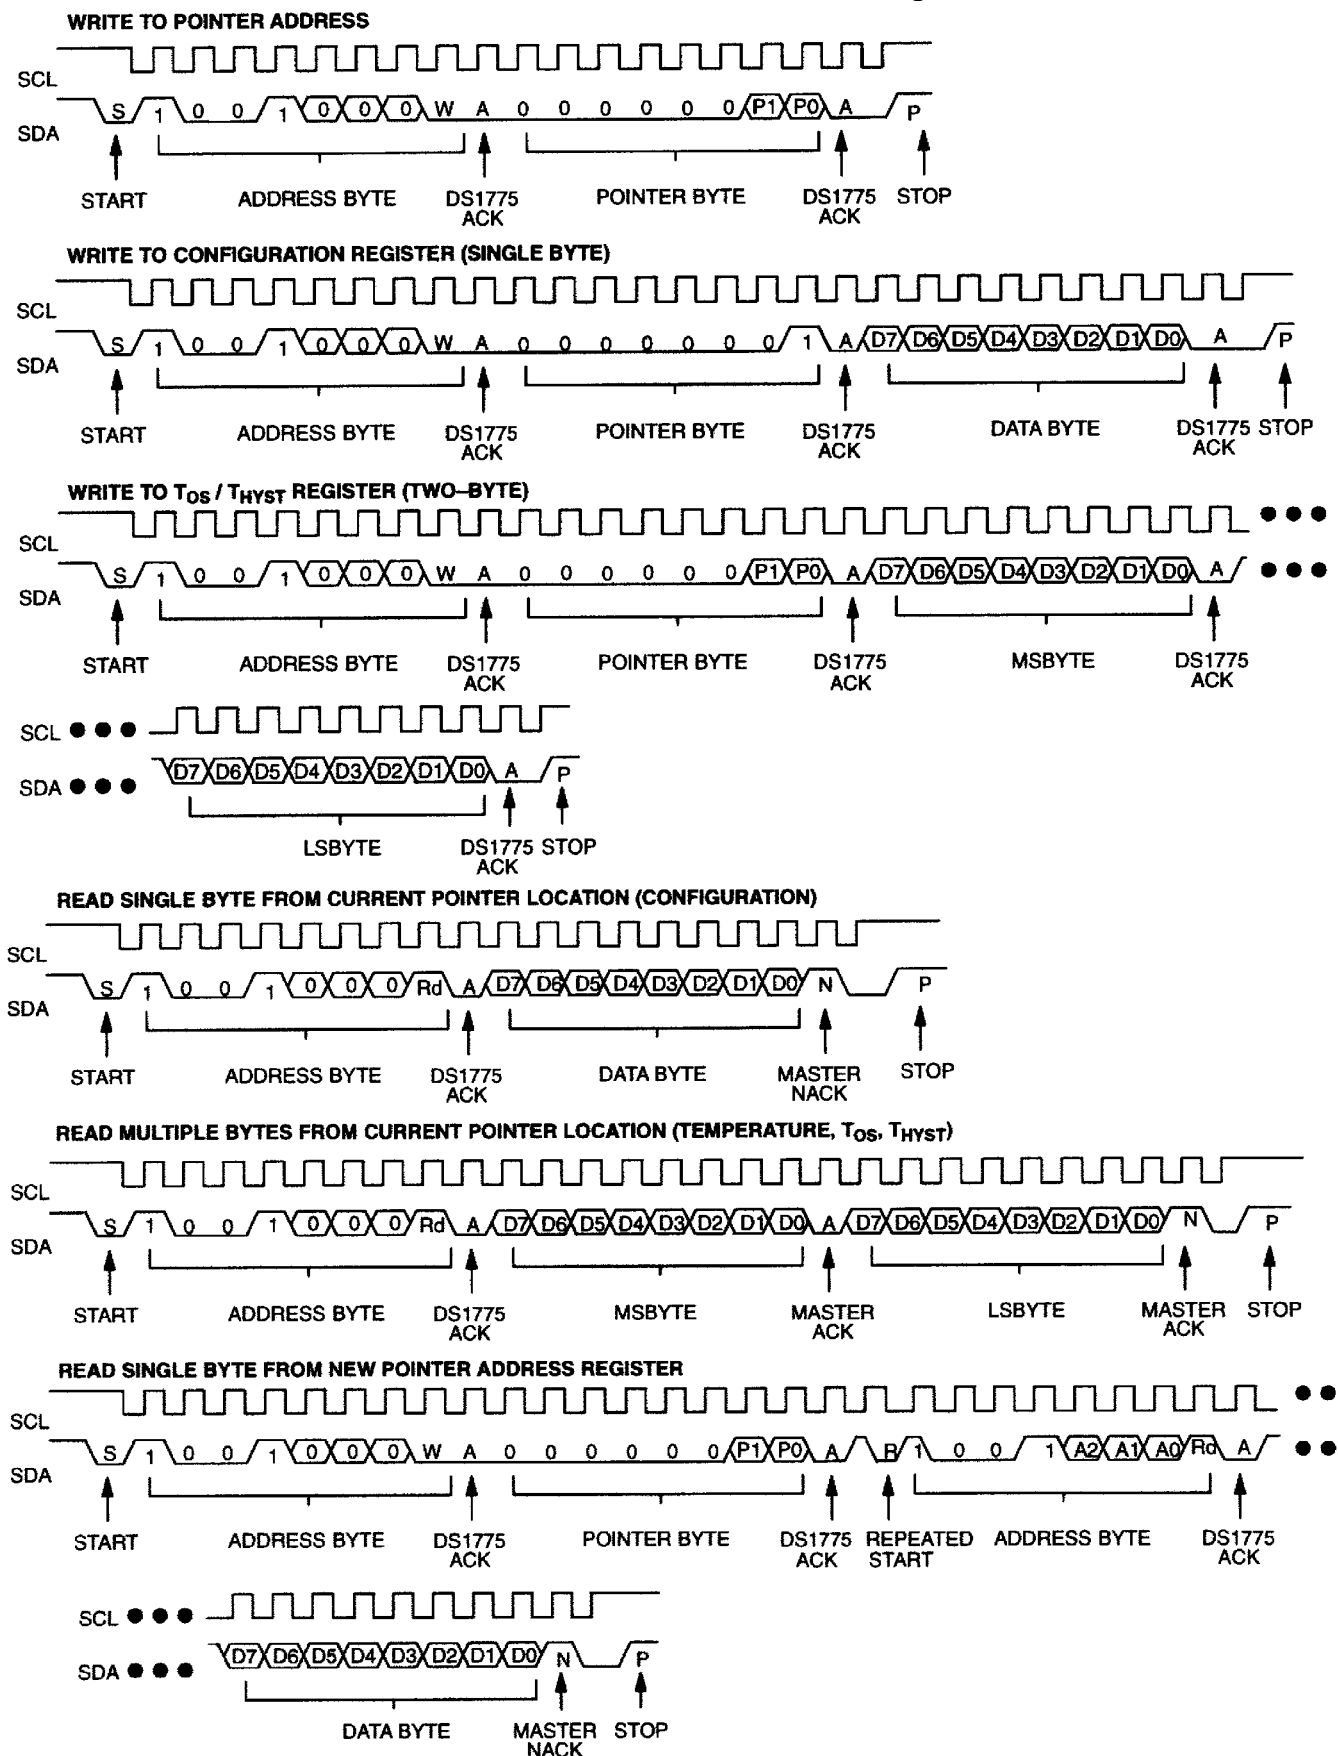 WRITE TO POINTER ADDRESS
SCL
SDA S 1 0 0 1 0 0 0 W A 0 0 0 0 0 0 P1 P0 A P
START ADDRESS BYTE DS1775 ACK POINTER BYTE DS1775 ACK STOP
WRITE TO CONFIGURATION REGISTER (SINGLE BYTE)
SCL
SDA S 1 0 0 1 0 0 0 W A 0 0 0 0 0 0 0 1 A D7 D6 D5 D4 D3 D2 D1 D0 A P
START ADDRESS BYTE DS1775 ACK POINTER BYTE DS1775 ACK DATA BYTE DS1775 ACK STOP
WRITE TO TOS / THYST REGISTER (TWO–BYTE)
SCL
SDA S 1 0 0 1 0 0 0 W A 0 0 0 0 0 0 P1 P0 A D7 D6 D5 D4 D3 D2 D1 D0 A
START ADDRESS BYTE DS1775 ACK POINTER BYTE DS1775 ACK MSBYTE DS1775 ACK
SCL
SDA D7 D6 D5 D4 D3 D2 D1 D0 A P
LSBYTE DS1775 ACK STOP
READ SINGLE BYTE FROM CURRENT POINTER LOCATION (CONFIGURATION)
SCL
SDA S 1 0 0 1 0 0 0 Rd A D7 D6 D5 D4 D3 D2 D1 D0 N P
START ADDRESS BYTE DS1775 ACK DATA BYTE MASTER NACK STOP
READ MULTIPLE BYTES FROM CURRENT POINTER LOCATION (TEMPERATURE, TOS, THYST)
SCL
SDA S 1 0 0 1 0 0 0 Rd A D7 D6 D5 D4 D3 D2 D1 D0 A D7 D6 D5 D4 D3 D2 D1 D0 N P
START ADDRESS BYTE DS1775 ACK MSBYTE MASTER ACK LSBYTE MASTER ACK STOP
READ SINGLE BYTE FROM NEW POINTER ADDRESS REGISTER
SCL
SDA S 1 0 0 1 0 0 0 W A 0 0 0 0 0 0 P1 P0 A R 1 0 0 1 A2 A1 A0 Rd A
START ADDRESS BYTE DS1775 ACK POINTER BYTE DS1775 ACK REPEATED START ADDRESS BYTE DS1775 ACK
SCL
SDA D7 D6 D5 D4 D3 D2 D1 D0 N P
DATA BYTE MASTER NACK STOP